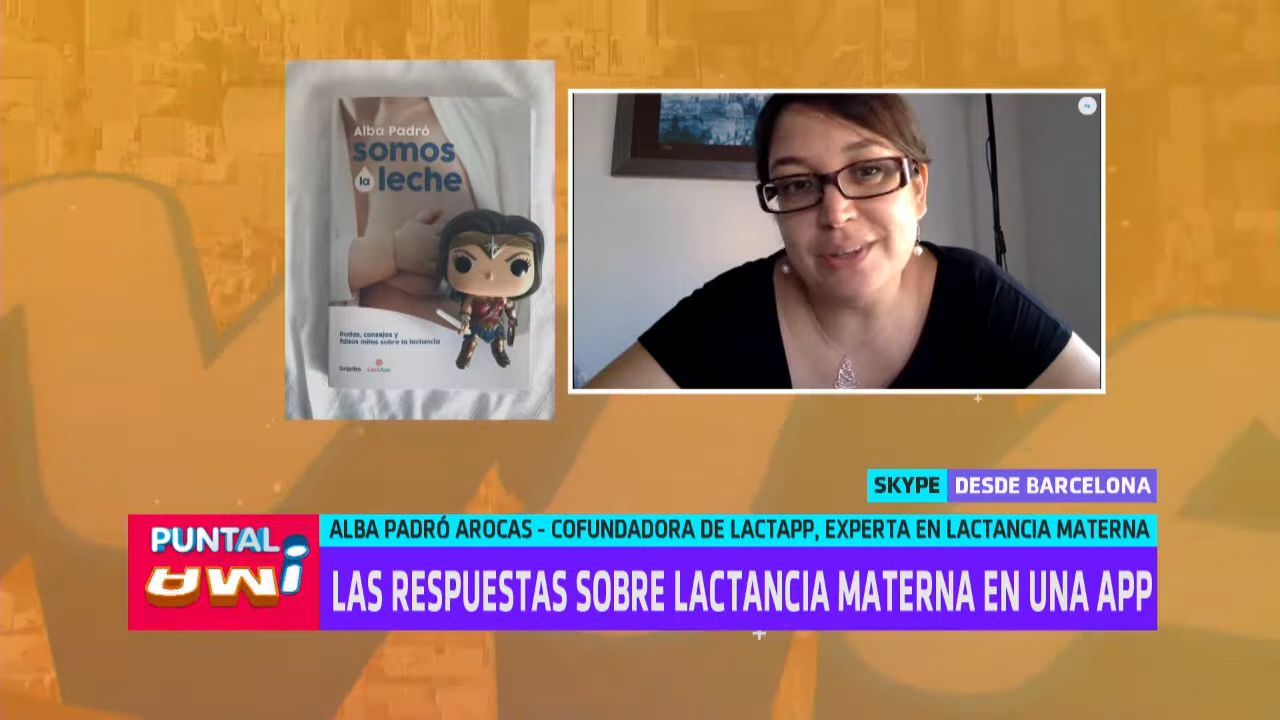 Alba Padró
somos
la leche
Dudas, consejos y
falsos mitos sobre la lactancia
Grijalbo LactApp
SKYPE DESDE BARCELONA
PUNTAL
AMi
ALBA PADRÓ AROCAS - COFUNDADORA DE LACTAPP, EXPERTA EN LACTANCIA MATERNA
LAS RESPUESTAS SOBRE LACTANCIA MATERNA EN UNA APP